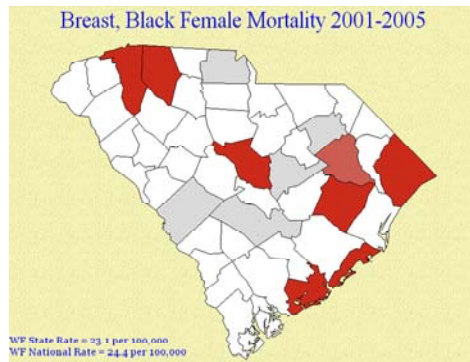 Breast, Black Female Mortality 2001-2005
WF State Rate = 23.1 per 100,000
WF National Rate = 24.4 per 100,000